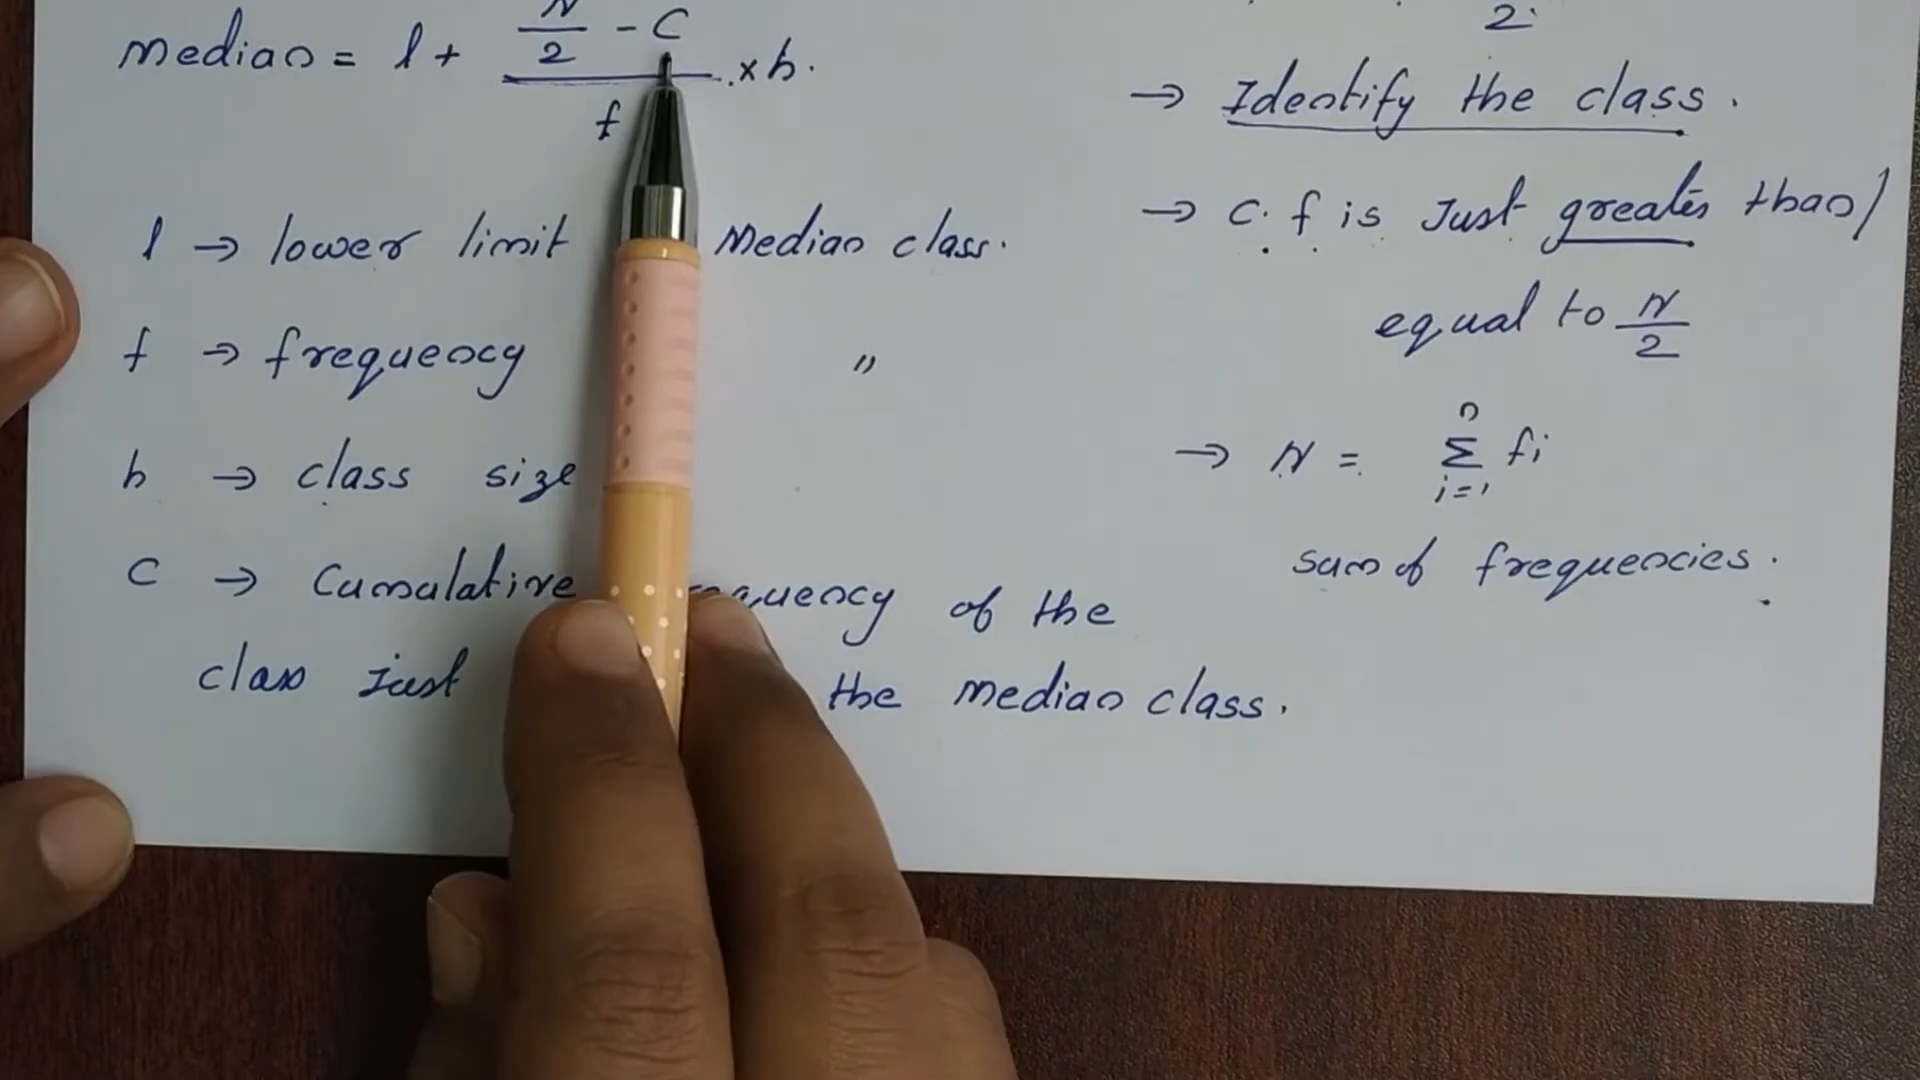 Median = l + N/2 - C / f × h.
l → lower limit Median class.
f → frequency "
h → class size
C → Cumulative of the
class just the median class.
2
→ Identify the class.
→ C.f is Just greater than/
equal to N/2
→ N = n Σ i=1 fi
sum of frequencies.